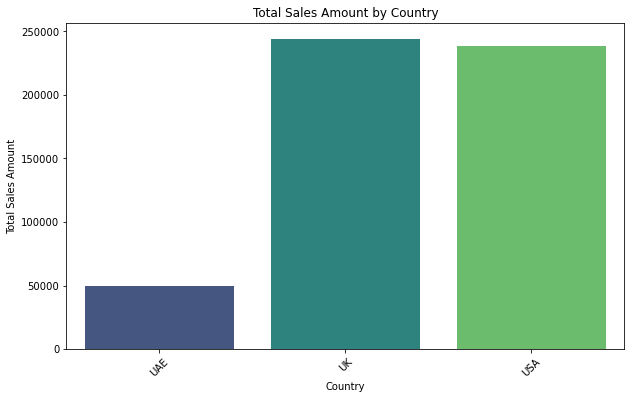 Total Sales Amount by Country
Total Sales Amount
250000
200000
150000
100000
50000
0
UAE
UK
USA
Country